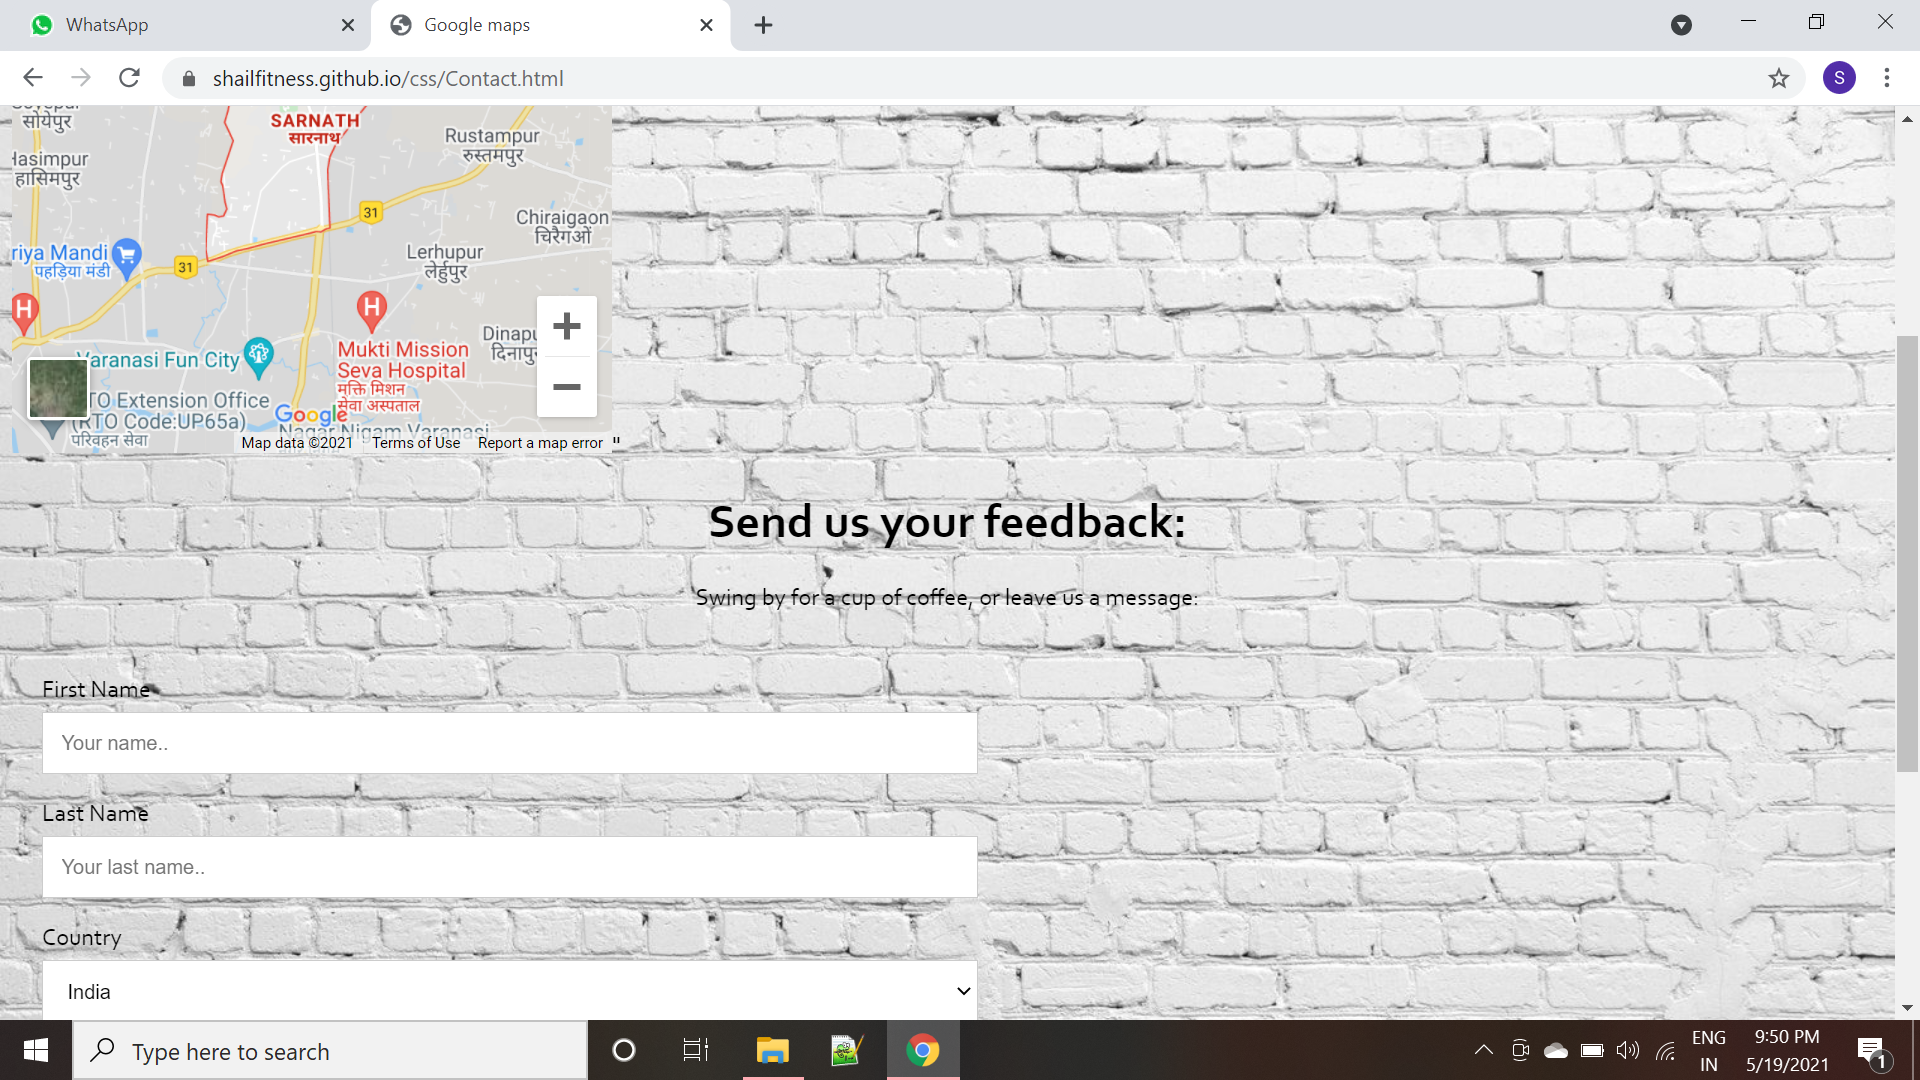 WhatsApp
Google maps
shailfitness.github.io/css/Contact.html
S
सोयेपुर
SARNATH
सारनाथ
Rustampur
रुस्तमपुर
हासिमपुर
31
Chiraigaon
चिरैगाओं
riya Mandi
पहड़िया मंडी
31
Lerhupur
लेर्हुपुर
H
H
Dinapu
Varanasi Fun City
Mukti Mission
Seva Hospital
मुक्ति मिशन
सेवा अस्पताल
TO Extension Office
(RTO Code:UP65a)
परिवहन सेवा
Google
Nagar Nigam Varanasi
Map data ©2021 Terms of Use Report a map error "
Send us your feedback:
Swing by for a cup of coffee, or leave us a message:
First Name
Your name..
Last Name
Your last name..
Country
India
Type here to search
ENG
IN
9:50 PM
5/19/2021
1